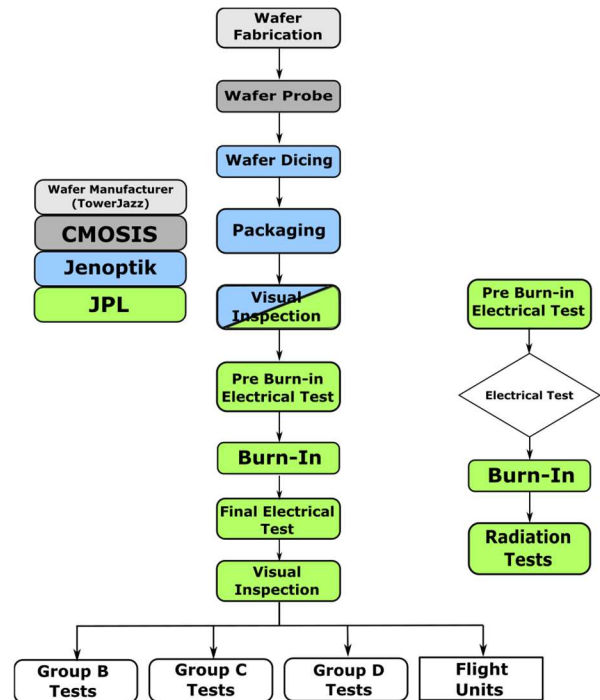 Wafer
Fabrication
Wafer Probe
Wafer Dicing
Packaging
Visual
Inspection
Pre Burn-in
Electrical Test
Burn-In
Final Electrical
Test
Visual
Inspection
Group B
Tests
Group C
Tests
Group D
Tests
Flight
Units
Wafer Manufacturer
(TowerJazz)
CMOSIS
Jenoptik
JPL
Pre Burn-in
Electrical Test
Electrical Test
Burn-In
Radiation
Tests